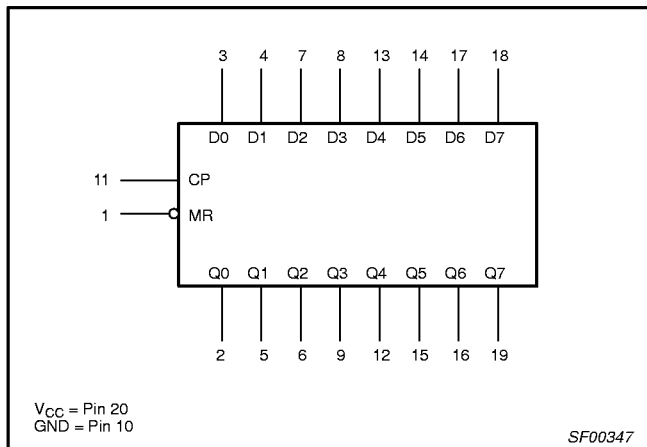 3 4 7 8 13 14 17 18
D0 D1 D2 D3 D4 D5 D6 D7
11 CP
1 MR
Q0 Q1 Q2 Q3 Q4 Q5 Q6 Q7
2 5 6 9 12 15 16 19
VCC = Pin 20
GND = Pin 10
SF00347